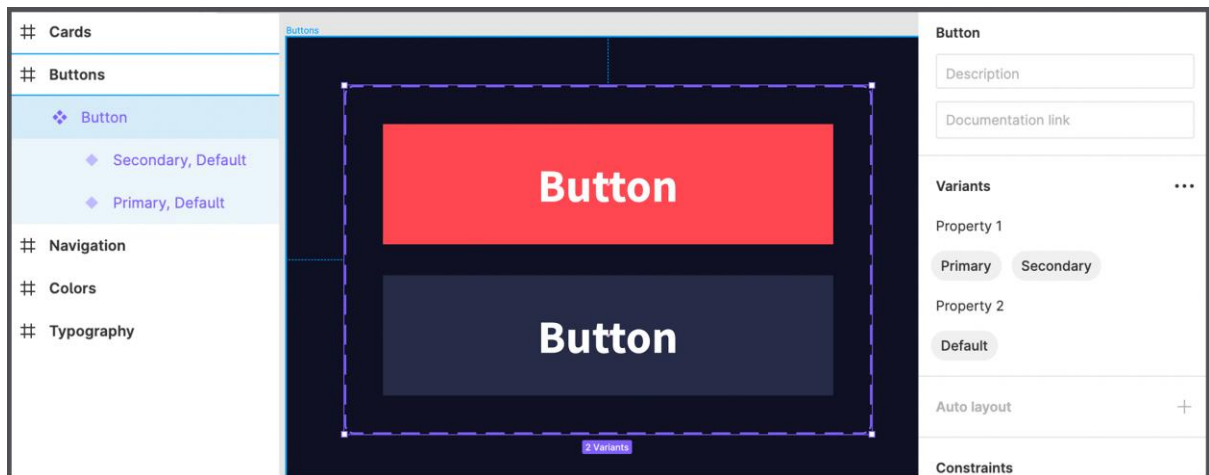 Cards
Buttons
Button
Secondary, Default
Primary, Default
Navigation
Colors
Typography
Buttons
Button
Button
2 Variants
Button
Description
Documentation link
Variants
Property 1
Primary Secondary
Property 2
Default
Auto layout
Constraints